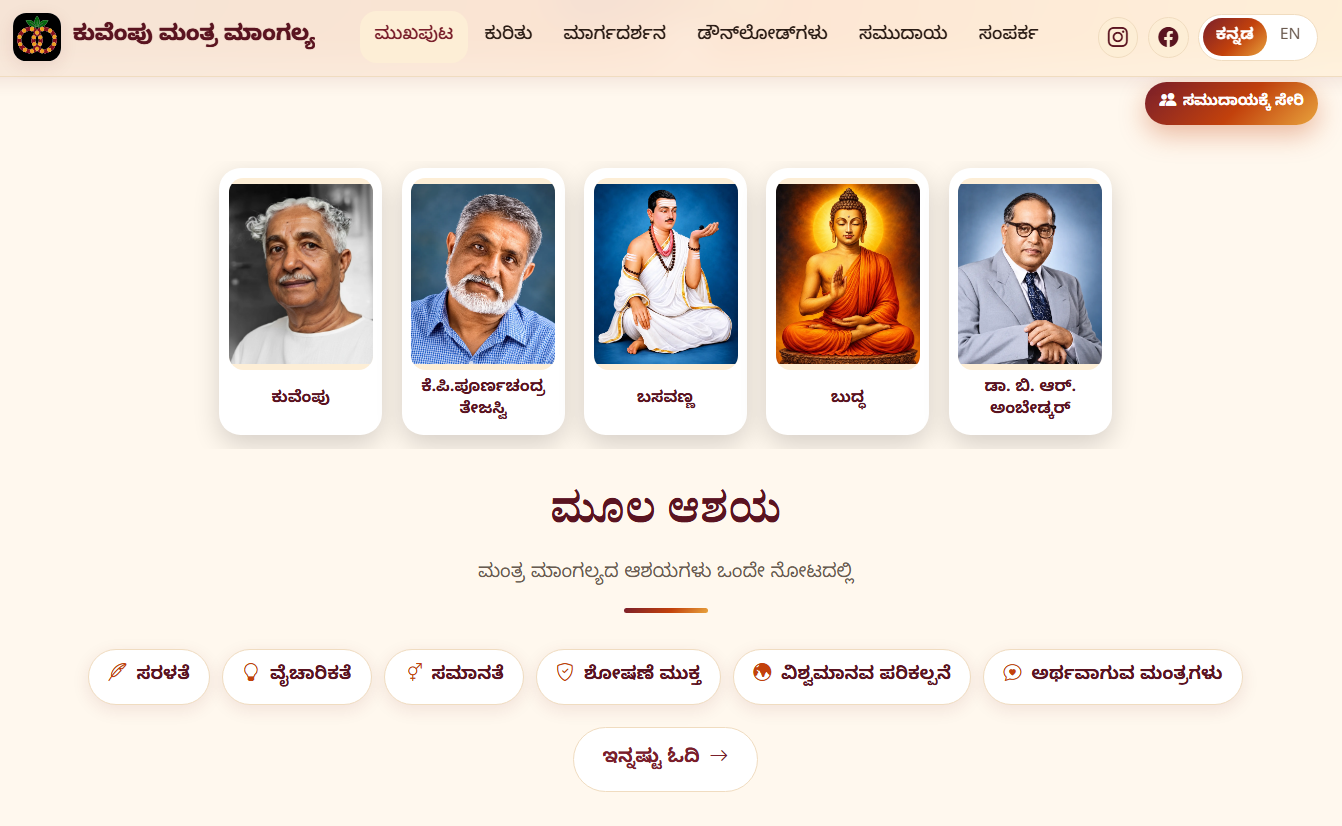 ಕುವೆಂಪು ಮಂತ್ರ ಮಾಂಗಲ್ಯ
ಮುಖಪುಟ
ಕುರಿತು
ಮಾರ್ಗದರ್ಶನ
ಡೌನ್‌ಲೋಡ್‌ಗಳು
ಸಮುದಾಯ
ಸಂಪರ್ಕ
ಕನ್ನಡ
EN
ಸಮುದಾಯಕ್ಕೆ ಸೇರಿ
ಕುವೆಂಪು
ಕೆ.ಪಿ.ಪೂರ್ಣಚಂದ್ರ
ತೇಜಸ್ವಿ
ಬಸವಣ್ಣ
ಬುದ್ಧ
ಡಾ. ಬಿ. ಆರ್.
ಅಂಬೇಡ್ಕರ್
ಮೂಲ ಆಶಯ
ಮಂತ್ರ ಮಾಂಗಲ್ಯದ ಆಶಯಗಳು ಒಂದೇ ನೋಟದಲ್ಲಿ
ಸರಳತೆ
ವೈಚಾರಿಕತೆ
ಸಮಾನತೆ
ಶೋಷಣೆ ಮುಕ್ತ
ವಿಶ್ವಮಾನವ ಪರಿಕಲ್ಪನೆ
ಅರ್ಥವಾಗುವ ಮಂತ್ರಗಳು
ಇನ್ನಷ್ಟು ಓದಿ →